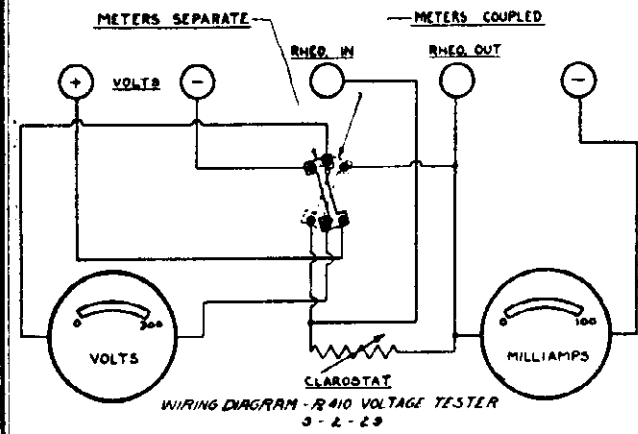 METERS SEPARATE
METERS COUPLED
RHEO. IN
RHEO. OUT
+ VOLTS -
-
0 300
VOLTS
0 100
MILLIAMPS
CLAROSTAT
WIRING DIAGRAM - R 410 VOLTAGE TESTER
3-2-29